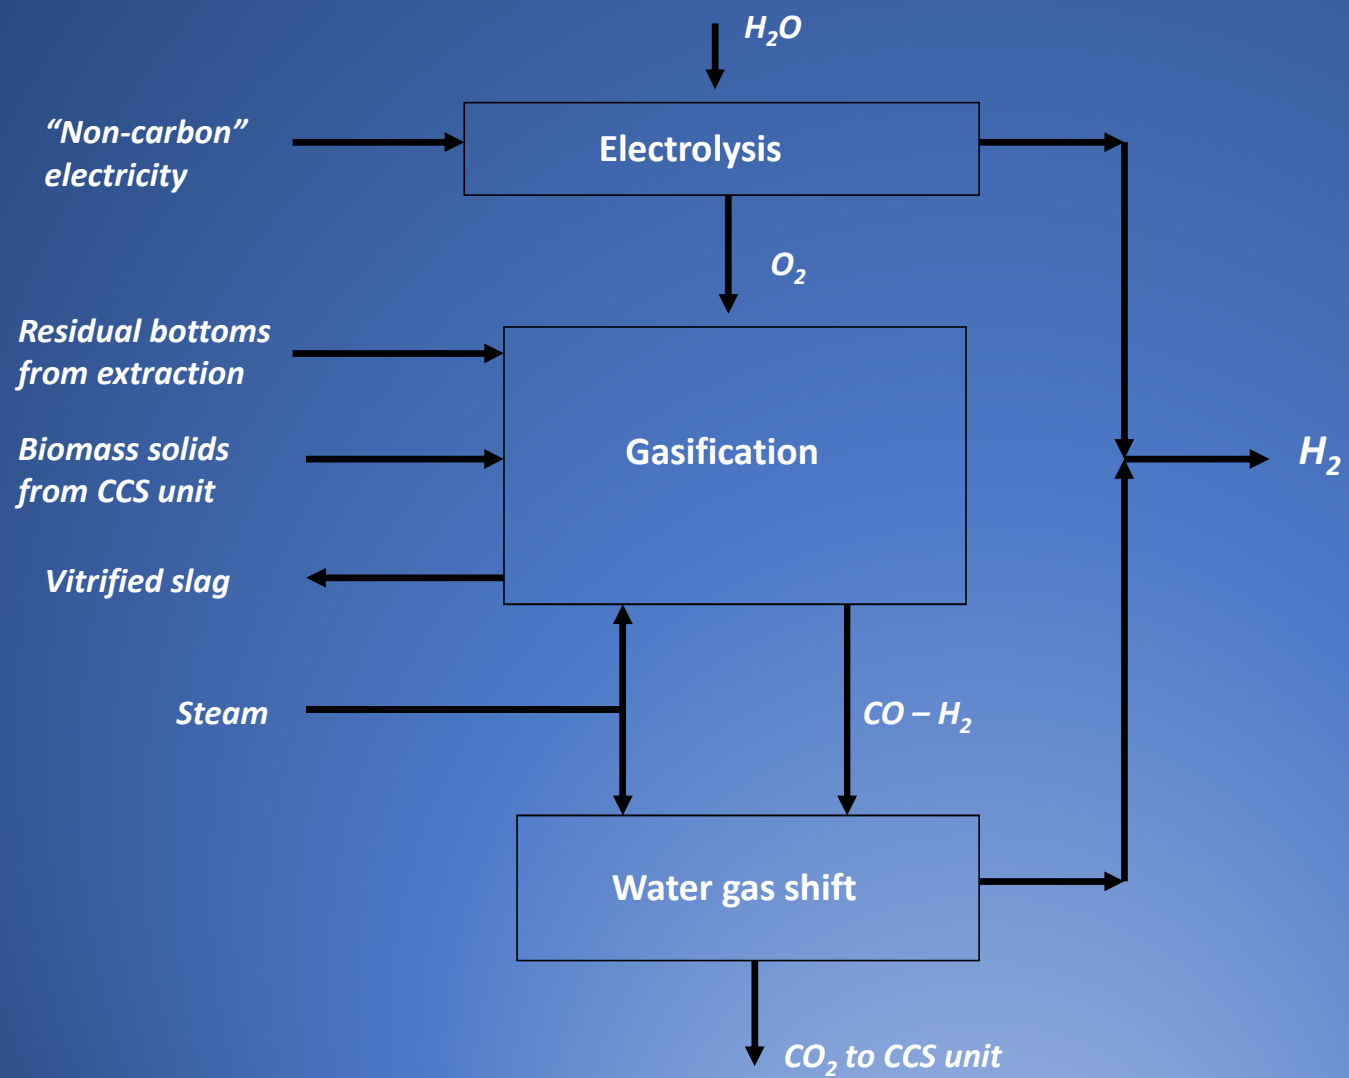 H₂O
“Non-carbon”
electricity
Electrolysis
O₂
Residual bottoms
from extraction
Biomass solids
from CCS unit
Gasification
H₂
Vitrified slag
Steam
CO – H₂
Water gas shift
CO₂ to CCS unit